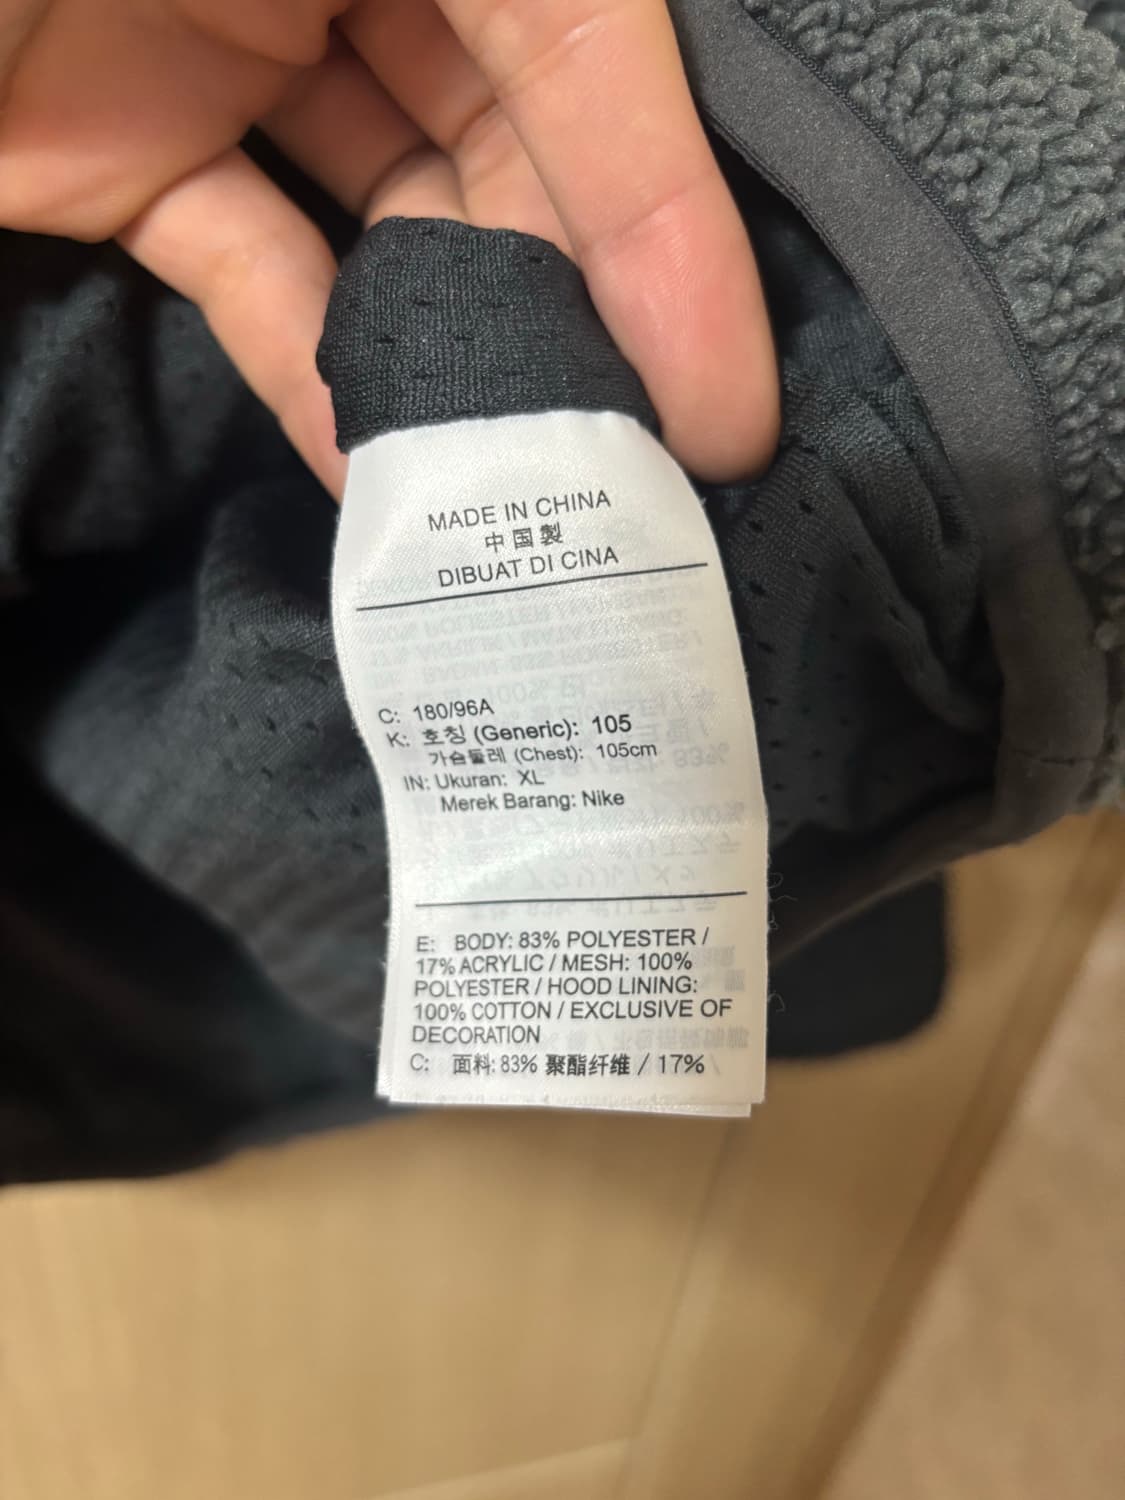 MADE IN CHINA
中国製
DIBUAT DI CINA
C: 180/96A
K: 호칭 (Generic): 105
가슴둘레 (Chest): 105cm
IN: Ukuran: XL
Merek Barang: Nike
E: BODY: 83% POLYESTER /
17% ACRYLIC / MESH: 100%
POLYESTER / HOOD LINING:
100% COTTON / EXCLUSIVE OF
DECORATION
C: 面料: 83% 聚酯纤维 / 17%